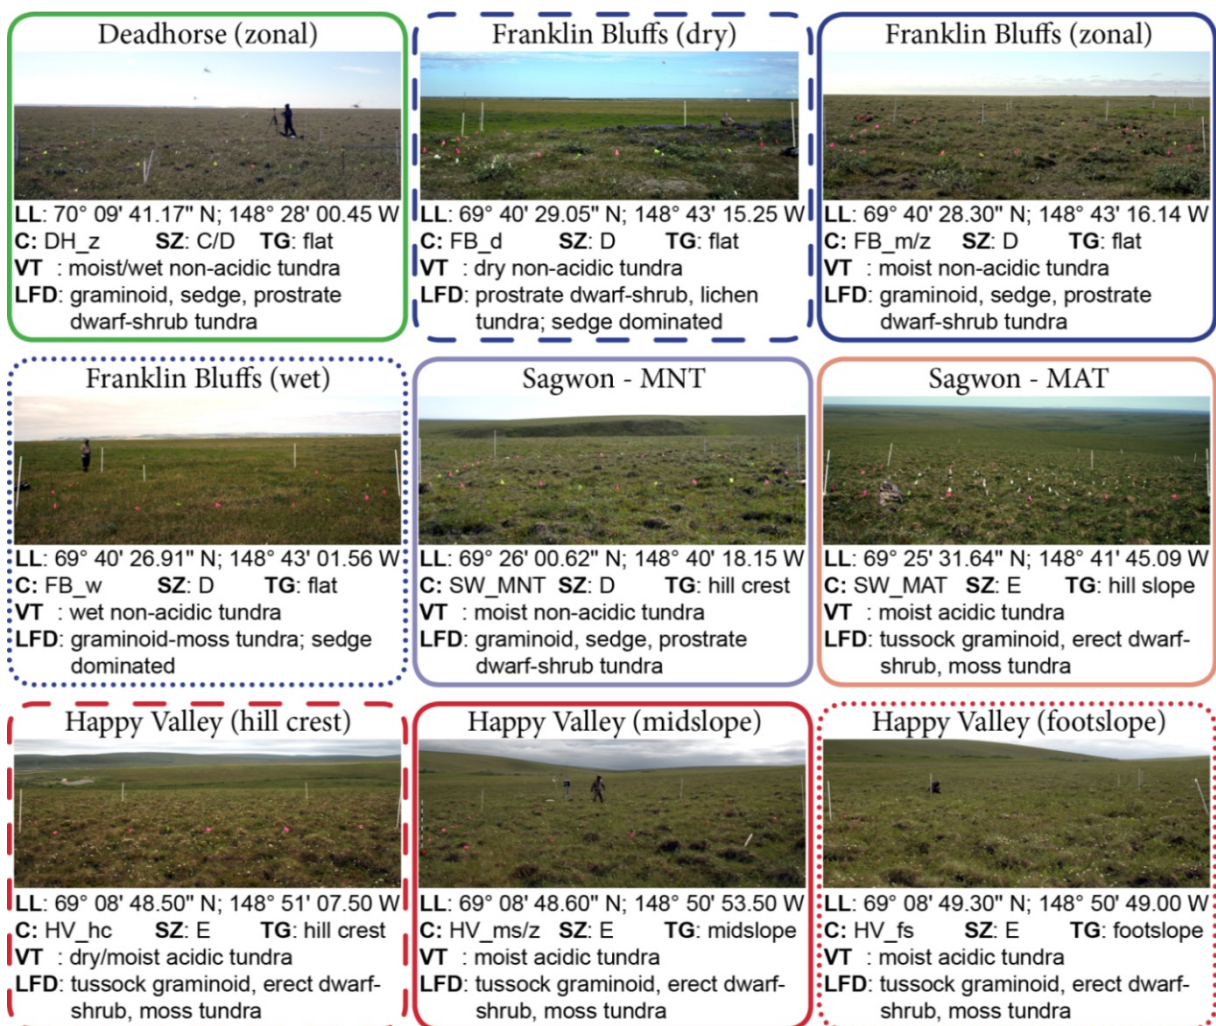 Deadhorse (zonal)
LL: 70° 09' 41.17" N; 148° 28' 00.45 W
C: DH_z SZ: C/D TG: flat
VT : moist/wet non-acidic tundra
LFD: graminoid, sedge, prostrate
dwarf-shrub tundra
Franklin Bluffs (dry)
LL: 69° 40' 29.05" N; 148° 43' 15.25 W
C: FB_d SZ: D TG: flat
VT : dry non-acidic tundra
LFD: prostrate dwarf-shrub, lichen
tundra; sedge dominated
Franklin Bluffs (zonal)
LL: 69° 40' 28.30" N; 148° 43' 16.14 W
C: FB_m/z SZ: D TG: flat
VT : moist non-acidic tundra
LFD: graminoid, sedge, prostrate
dwarf-shrub tundra
Franklin Bluffs (wet)
LL: 69° 40' 26.91" N; 148° 43' 01.56 W
C: FB_w SZ: D TG: flat
VT : wet non-acidic tundra
LFD: graminoid-moss tundra; sedge
dominated
Sagwon - MNT
LL: 69° 26' 00.62" N; 148° 40' 18.15 W
C: SW_MNT SZ: D TG: hill crest
VT : moist non-acidic tundra
LFD: graminoid, sedge, prostrate
dwarf-shrub tundra
Sagwon - MAT
LL: 69° 25' 31.64" N; 148° 41' 45.09 W
C: SW_MAT SZ: E TG: hill slope
VT : moist acidic tundra
LFD: tussock graminoid, erect dwarf-
shrub, moss tundra
Happy Valley (hill crest)
LL: 69° 08' 48.50" N; 148° 51' 07.50 W
C: HV_hc SZ: E TG: hill crest
VT : dry/moist acidic tundra
LFD: tussock graminoid, erect dwarf-
shrub, moss tundra
Happy Valley (midslope)
LL: 69° 08' 48.60" N; 148° 50' 53.50 W
C: HV_ms/z SZ: E TG: midslope
VT : moist acidic tundra
LFD: tussock graminoid, erect dwarf-
shrub, moss tundra
Happy Valley (footslope)
LL: 69° 08' 49.30" N; 148° 50' 49.00 W
C: HV_fs SZ: E TG: footslope
VT : moist acidic tundra
LFD: tussock graminoid, erect dwarf-
shrub, moss tundra